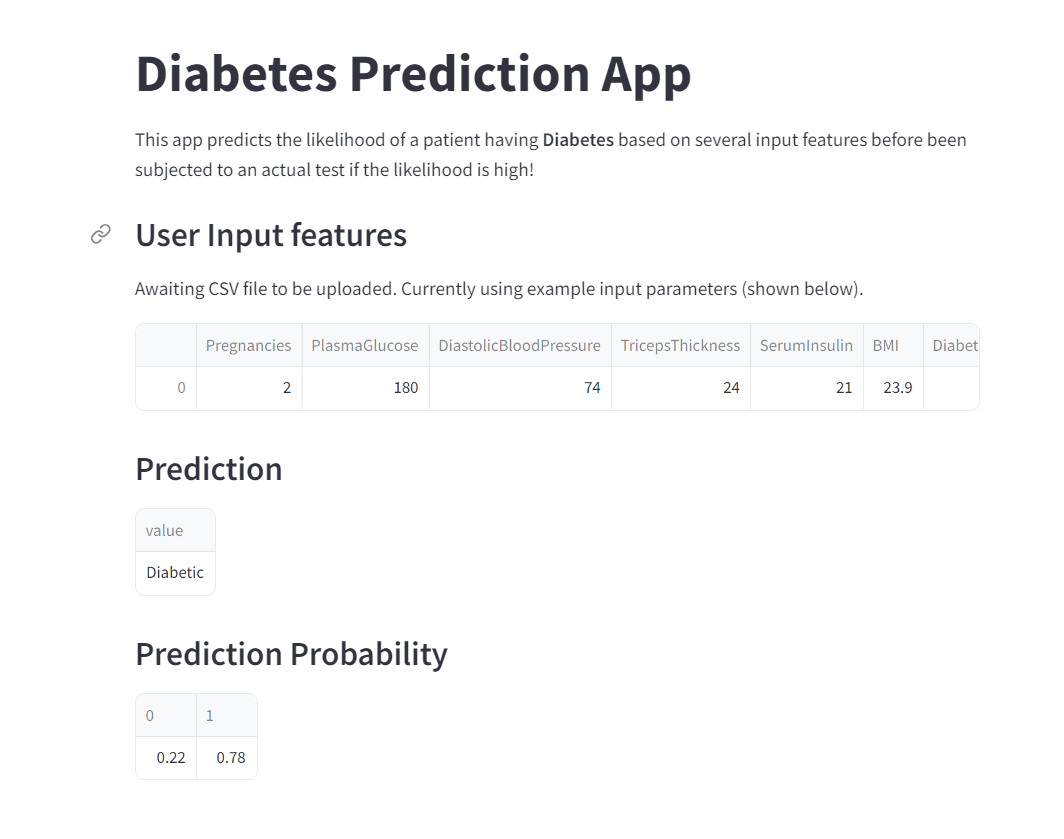 Diabetes Prediction App
This app predicts the likelihood of a patient having Diabetes based on several input features before been
subjected to an actual test if the likelihood is high!
User Input features
Awaiting CSV file to be uploaded. Currently using example input parameters (shown below).
Pregnancies PlasmaGlucose DiastolicBloodPressure TricepsThickness SerumInsulin BMI Diabet
0 2 180 74 24 21 23.9
Prediction
value
Diabetic
Prediction Probability
0 1
0.22 0.78